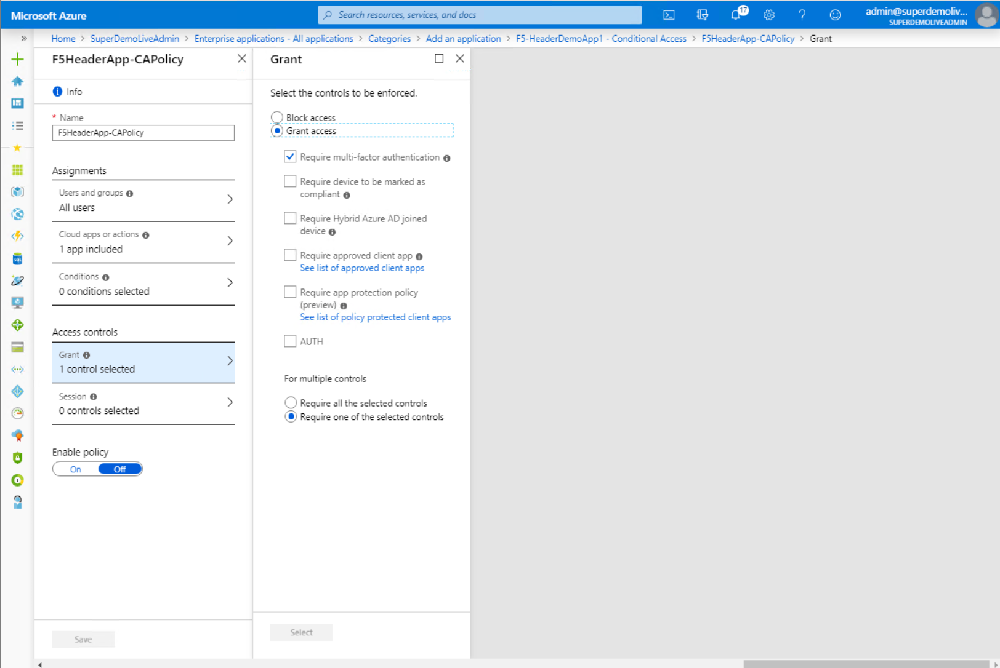 Microsoft Azure
Search resources, services, and docs
17
admin@superdemoliv...
SUPERDEMOLIVEADMIN
Home > SuperDemoLiveAdmin > Enterprise applications - All applications > Categories > Add an application > F5-HeaderDemoApp1 - Conditional Access > F5HeaderApp-CAPolicy > Grant
F5HeaderApp-CAPolicy
Info
* Name
F5HeaderApp-CAPolicy
Assignments
Users and groups
All users
Cloud apps or actions
1 app included
Conditions
0 conditions selected
Access controls
Grant
1 control selected
Session
0 controls selected
Enable policy
On Off
Save
Grant
Select the controls to be enforced.
Block access
Grant access
Require multi-factor authentication
Require device to be marked as
compliant
Require Hybrid Azure AD joined
device
Require approved client app
See list of approved client apps
Require app protection policy
(preview)
See list of policy protected client apps
AUTH
For multiple controls
Require all the selected controls
Require one of the selected controls
Select